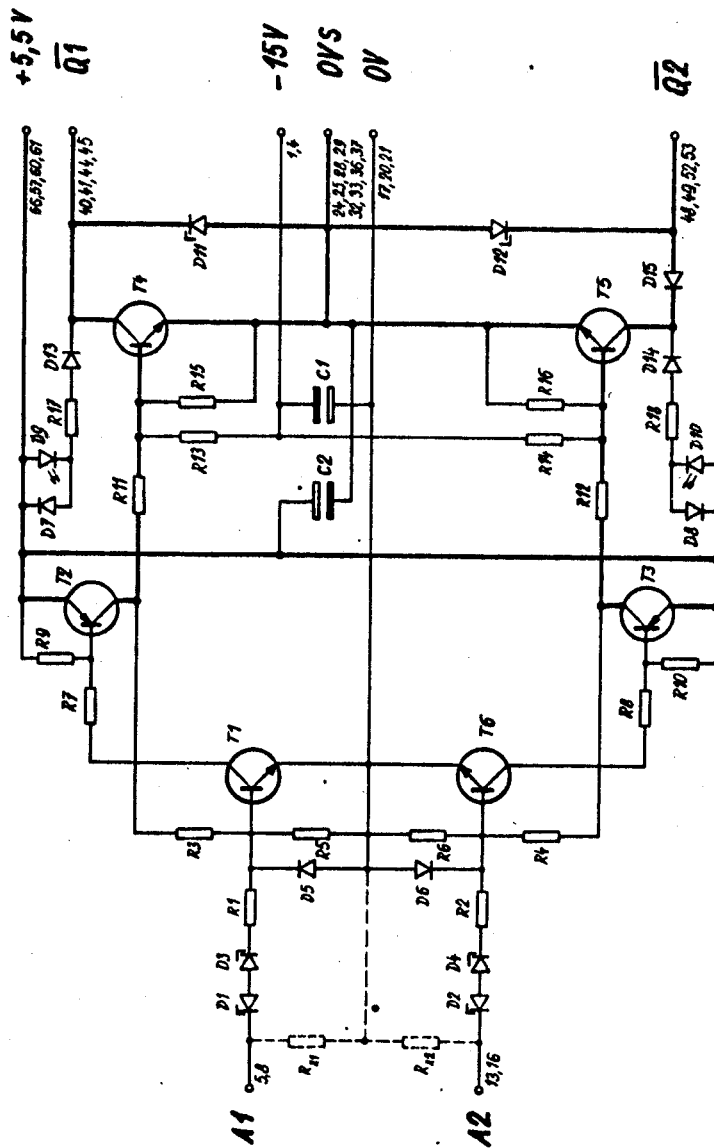 +5,5V
66,57,60,61
Q1
40,41,44,45
-15V
1,4
0VS
24,25,28,29
32,33,36,37
0V
17,20,21
Q2
48,49,52,53
D11
D12
D15
T4
T5
D13
R15
C1
R16
D14
R17
R13
R14
R18
D9
D10
D7
R11
C2
R12
D8
T2
T3
R9
R10
R7
R8
T1
T6
R3
R5
R6
R4
D5
D6
R1
R2
D3
D4
D1
D2
Rx1
Rx2
5,8
13,16
A1
A2